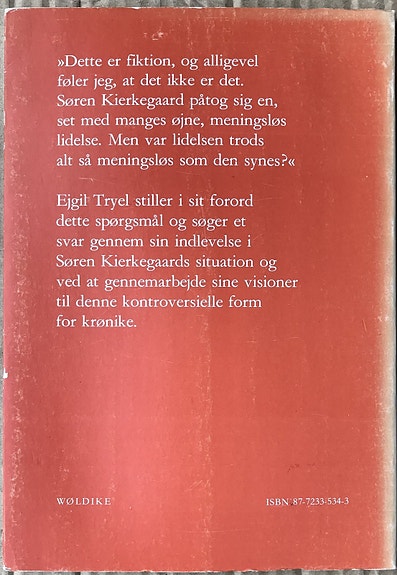 »Dette er fiktion, og alligevel
føler jeg, at det ikke er det.
Søren Kierkegaard påtog sig en,
set med manges øjne, meningsløs
lidelse. Men var lidelsen trods
alt så meningsløs som den synes?«
Ejgil Tryel stiller i sit forord
dette spørgsmål og søger et
svar gennem sin indlevelse i
Søren Kierkegaards situation og
ved at gennemarbejde sine visioner
til denne kontroversielle form
for krønike.
WØLDIKE
ISBN 87-7233-534-3